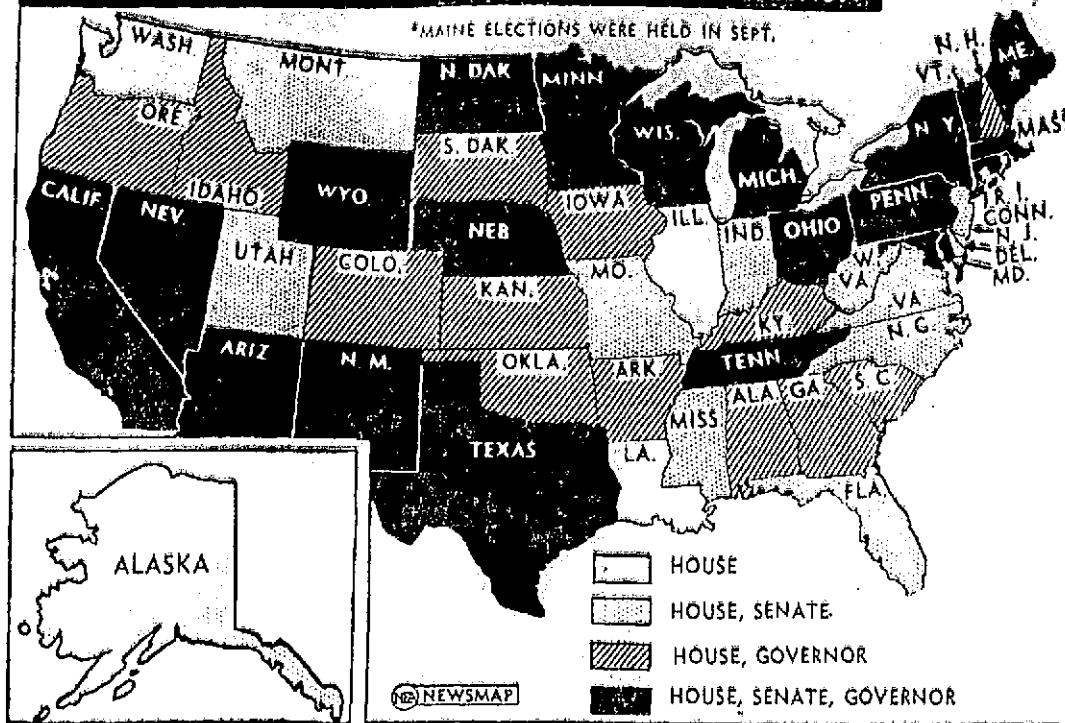 *MAINE ELECTIONS WERE HELD IN SEPT.
WASH.
MONT
N. DAK
MINN
N. H.
VT.
ME.
*
ORE.
IDAHO
WYO.
S. DAK.
WIS.
MICH.
N. Y.
MASS
CALIF.
NEV.
UTAH
COLO.
NEB
IOWA
ILL.
IND.
OHIO
PENN.
R. I.
CONN.
N. J.
DEL.
MD.
KAN.
MO.
W. VA.
VA
KY.
N. C.
ARIZ
N. M.
OKLA.
ARK.
TENN
MISS
ALA.
GA.
S. C.
TEXAS
LA.
FLA.
ALASKA
HOUSE
HOUSE, SENATE
HOUSE, GOVERNOR
HOUSE, SENATE, GOVERNOR
NEA NEWSMAP